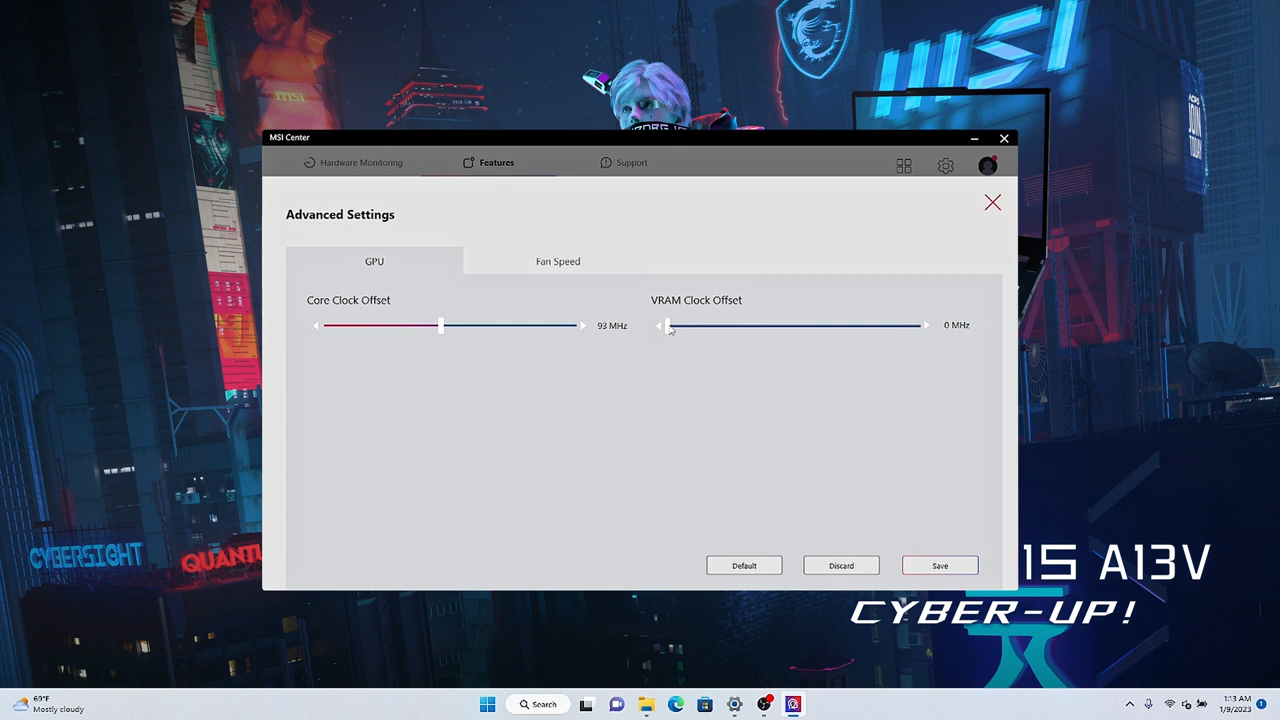 msi
MSI
MSI Center
Hardware Monitoring
Features
Support
Advanced Settings
GPU
Fan Speed
Core Clock Offset
93 MHz
VRAM Clock Offset
0 MHz
Default
Discard
Save
CYBERSIGHT
QUANTU
15 A13V
CYBER-UP!
69°F
Mostly cloudy
Search
1:13 AM
1/9/2023